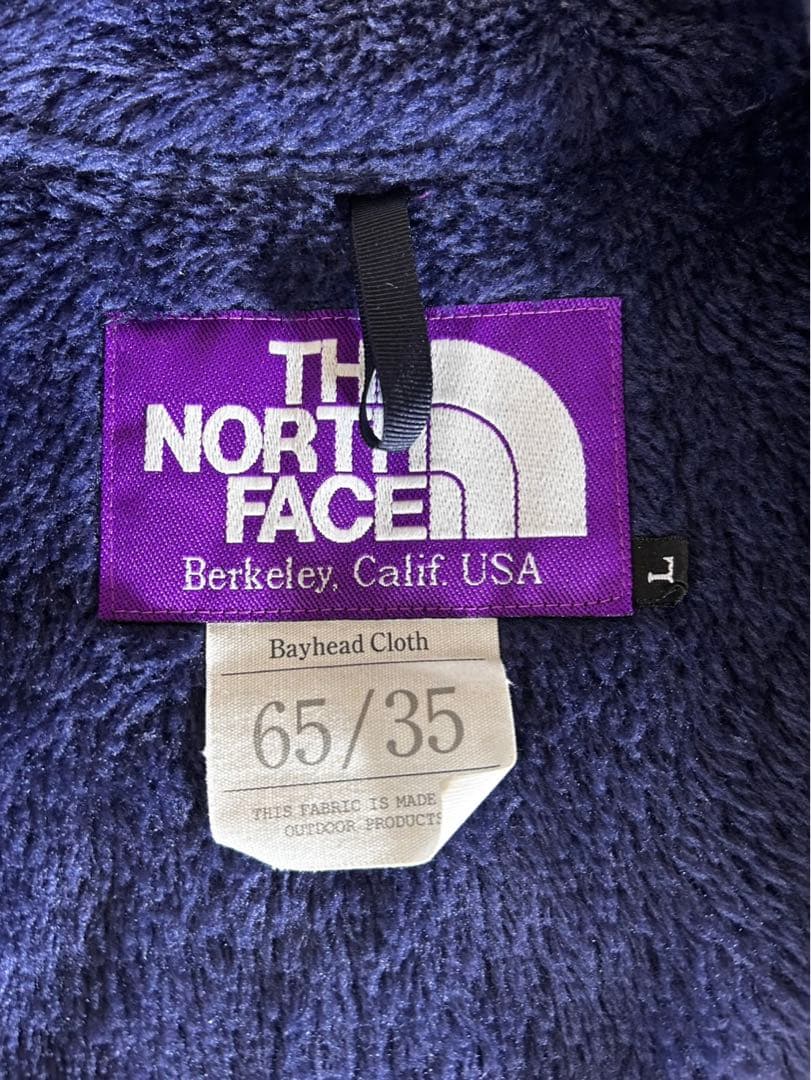 THE
NORTH
FACE
Berkeley, Calif. USA
L
Bayhead Cloth
65/35
THIS FABRIC IS MADE
OUTDOOR PRODUCTS